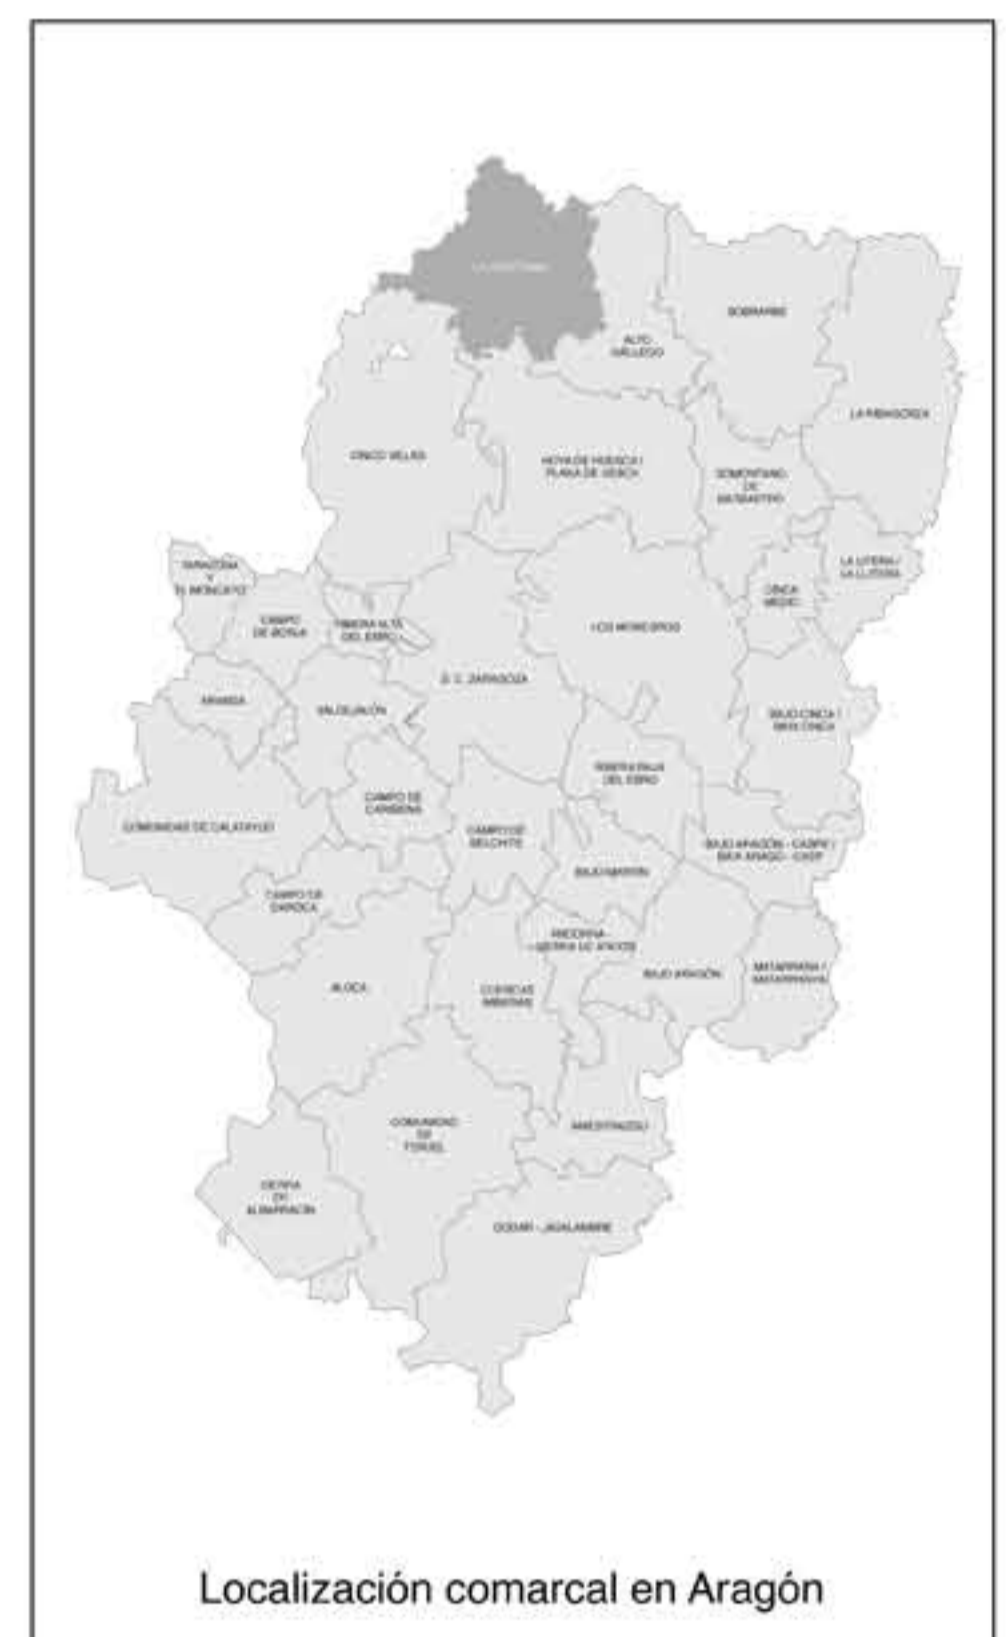 LA JACETANIA
SOBRARBE
ALTO
GÁLLEGO
LA RIBAGORZA
CINCO VILLAS
HOYA DE HUESCA /
PLANA DE UESCA
SOMONTANO
DE
BARBASTRO
LA LITERA /
LA LLITERA
TARAZONA
Y
EL MONCAYO
CINCA
MEDIO
CAMPO
DE BORJA
RIBERA ALTA
DEL EBRO
LOS MONEGROS
D. C. ZARAGOZA
ARANDA
VALDEJALÓN
BAJO CINCA /
BAIX CINCA
RIBERA BAJA
DEL EBRO
CAMPO DE
CARIÑENA
COMUNIDAD DE CALATAYUD
CAMPO DE
BELCHITE
BAJO ARAGÓN - CASPE /
BAIX ARAGÓ - CASP
BAJO MARTÍN
CAMPO DE
DAROCA
ANDORRA -
SIERRA DE ARCOS
BAJO ARAGÓN
MATARRAÑA /
MATARRANYA
JILOCA
CUENCAS
MINERAS
COMUNIDAD
DE
TERUEL
MAESTRAZGO
SIERRA
DE
ALBARRACÍN
GÚDAR - JAVALAMBRE
Localización comarcal en Aragón